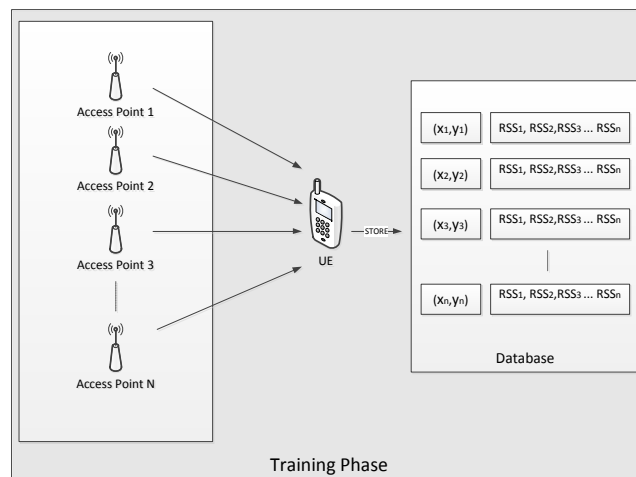 Access Point 1
Access Point 2
Access Point 3
Access Point N
UE
STORE
(x₁,y₁) RSS₁, RSS₂,RSS₃ ... RSSₙ
(x₂,y₂) RSS₁, RSS₂,RSS₃ ... RSSₙ
(x₃,y₃) RSS₁, RSS₂,RSS₃ ... RSSₙ
(xₙ,yₙ) RSS₁, RSS₂,RSS₃ ... RSSₙ
Database
Training Phase